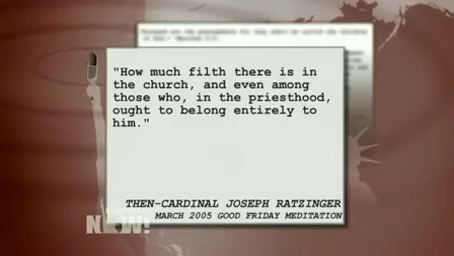 "How much filth there is in
the church, and even among
those who, in the priesthood,
ought to belong entirely to
him."
THEN-CARDINAL JOSEPH RATZINGER
MARCH 2005 GOOD FRIDAY MEDITATION
NOW!